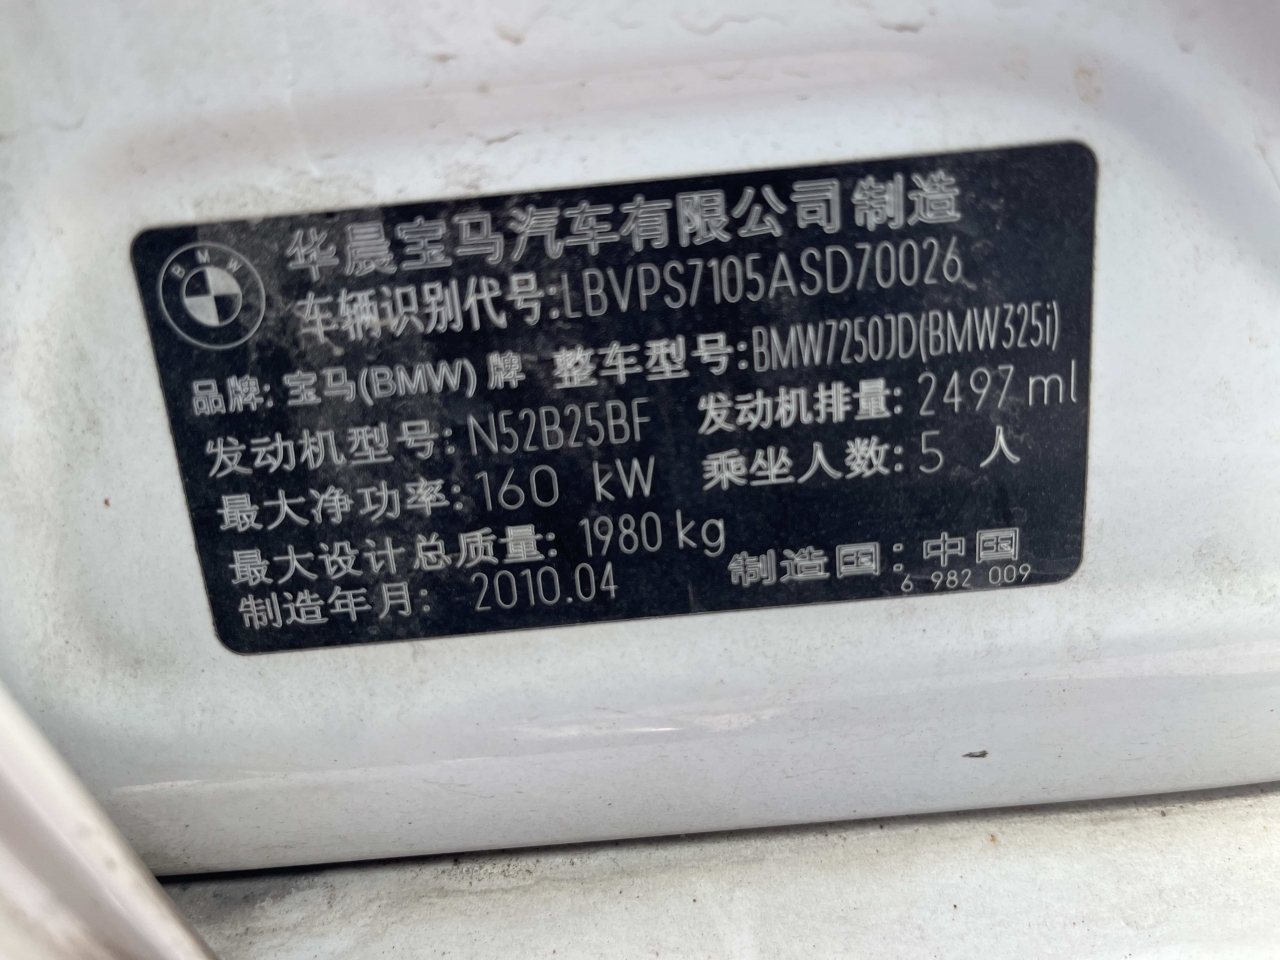 BMW
华晨宝马汽车有限公司 制造
车辆识别代号:LBVPS7105ASD70026
品牌: 宝马(BMW) 牌 整车型号:BMW7250JD(BMW325i)
发动机型号: N52B25BF 发动机排量: 2497 ml
最大净功率: 160 kW 乘坐人数: 5 人
最大设计总质量: 1980 kg
制造年月: 2010.04 制造国: 中国
6 982 009